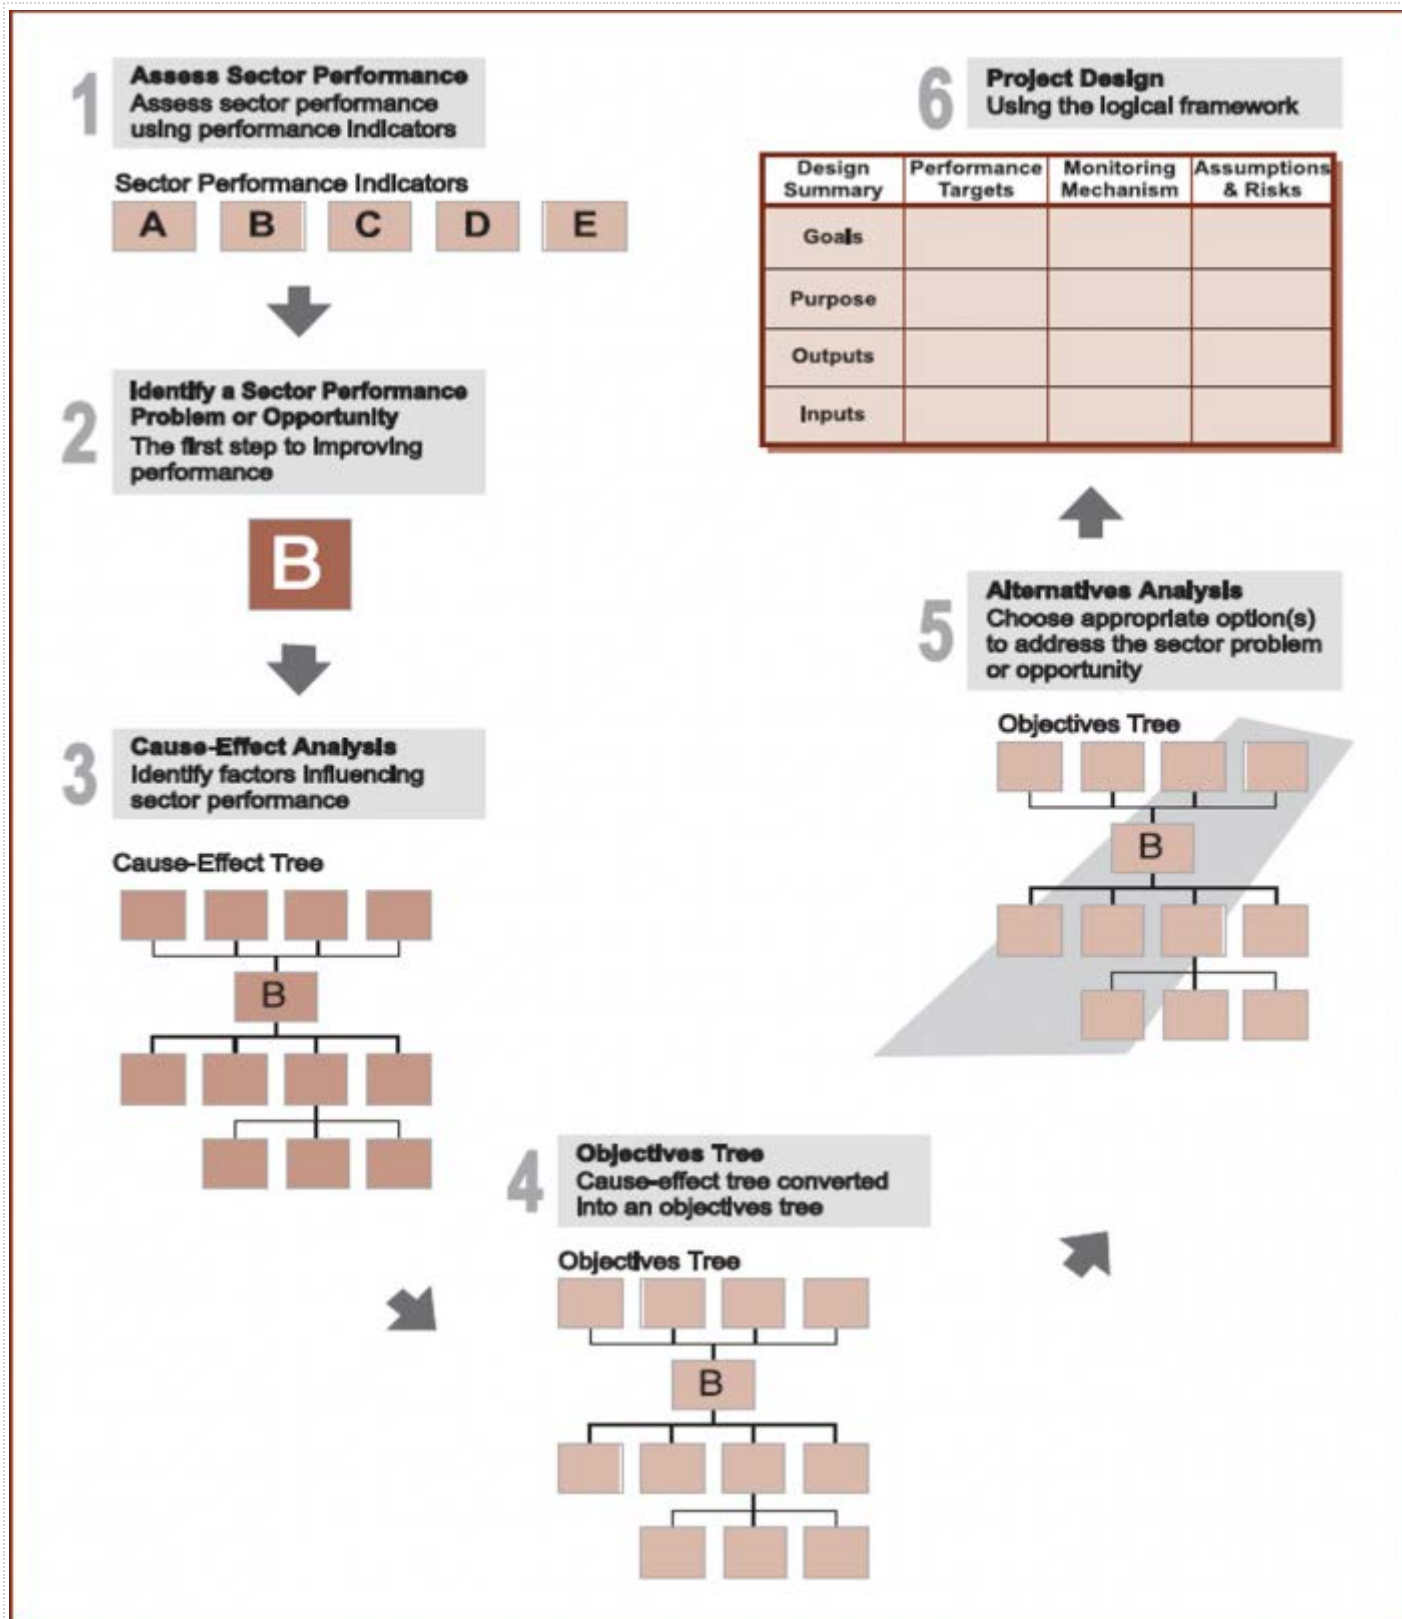 1
Assess Sector Performance
Assess sector performance
using performance indicators
Sector Performance Indicators
A B C D E
2
Identify a Sector Performance
Problem or Opportunity
The first step to improving
performance
B
3
Cause-Effect Analysis
Identify factors influencing
sector performance
Cause-Effect Tree
B
4
Objectives Tree
Cause-effect tree converted
into an objectives tree
Objectives Tree
B
5
Alternatives Analysis
Choose appropriate option(s)
to address the sector problem
or opportunity
Objectives Tree
B
6
Project Design
Using the logical framework
Design Summary Performance Targets Monitoring Mechanism Assumptions & Risks
Goals
Purpose
Outputs
Inputs